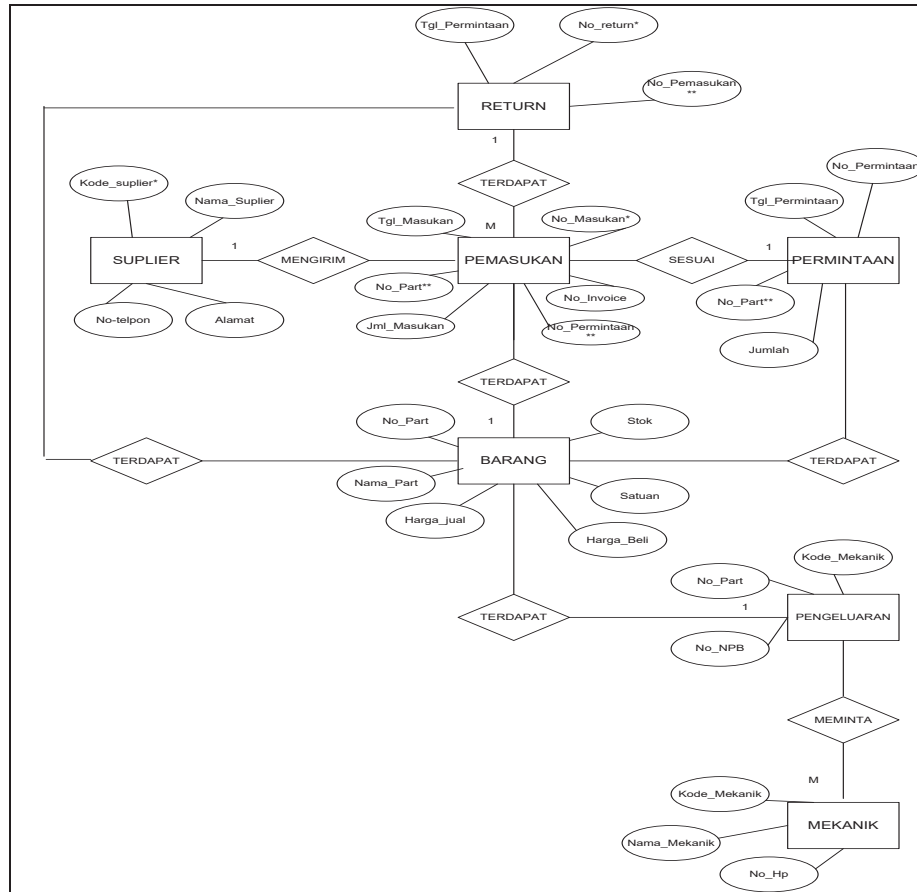 Tgl_Permintaan
No_return*
No_Pemasukan
**
RETURN
1
TERDAPAT
Kode_suplier*
Nama_Suplier
Tgl_Masukan
M
No_Masukan*
No_Permintaan
Tgl_Permintaan
1
SUPLIER
MENGIRIM
PEMASUKAN
SESUAI
1
PERMINTAAN
No_Part**
No_Invoice
No_Part**
No-telpon
Alamat
Jml_Masukan
No_Permintaan
**
Jumlah
TERDAPAT
No_Part
1
Stok
TERDAPAT
BARANG
TERDAPAT
Nama_Part
Satuan
Harga_jual
Harga_Beli
Kode_Mekanik
No_Part
1
TERDAPAT
PENGELUARAN
No_NPB
MEMINTA
M
Kode_Mekanik
MEKANIK
Nama_Mekanik
No_Hp